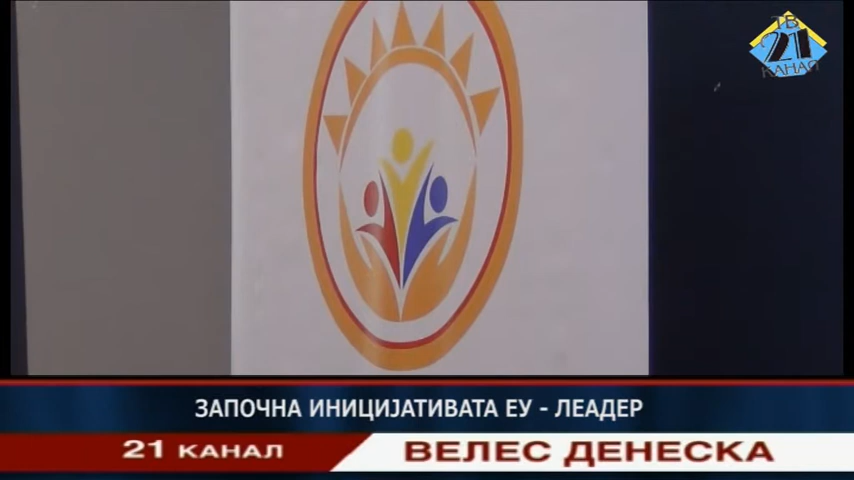 ТВ
21
КАНАЛ
ЗАПОЧНА ИНИЦИЈАТИВАТА ЕУ - ЛЕАДЕР
21 КАНАЛ
ВЕЛЕС ДЕНЕСКА